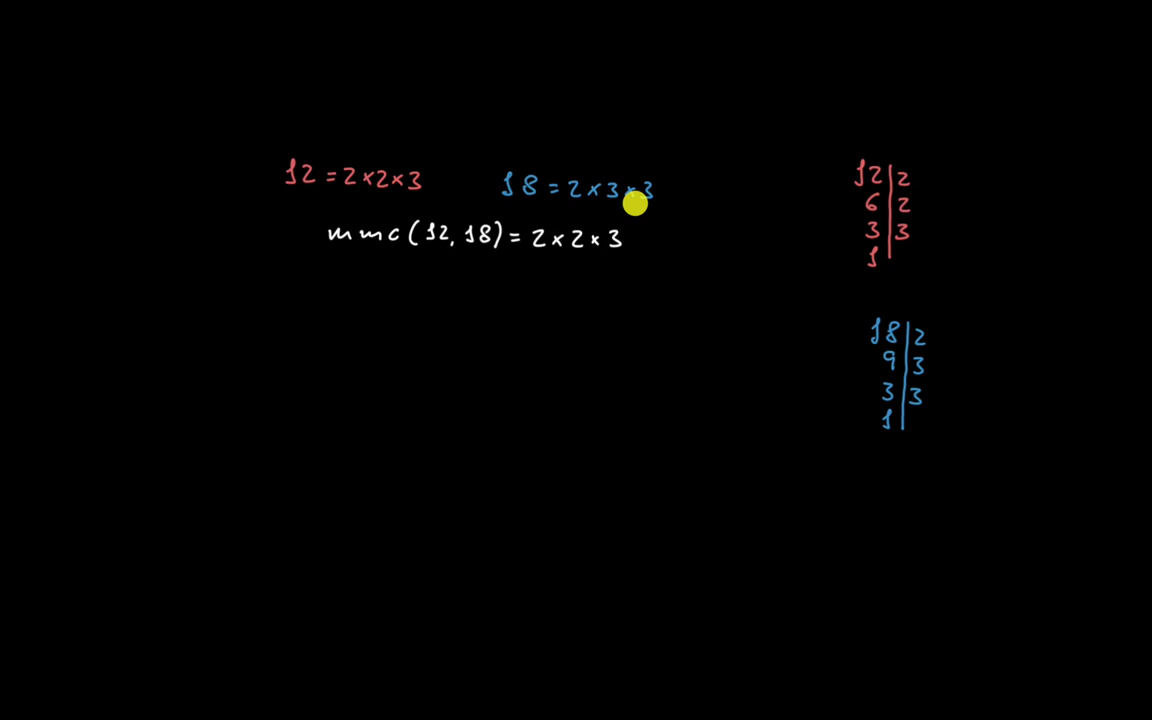 12 = 2 × 2 × 3
18 = 2 × 3 × 3
mmc (12, 18) = 2 × 2 × 3
12 | 2
6 | 2
3 | 3
1 |
18 | 2
9 | 3
3 | 3
1 |